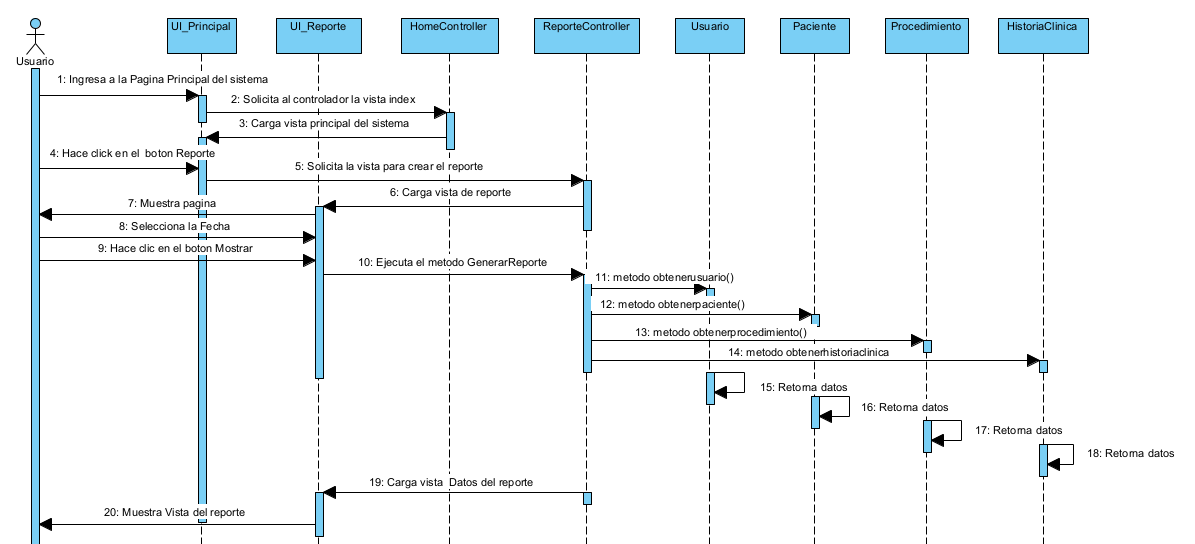 UI_Principal
UI_Reporte
HomeController
ReporteController
Usuario
Paciente
Procedimiento
HistoriaClinica
Usuario
1: Ingresa a la Pagina Principal del sistema
2: Solicita al controlador la vista index
3: Carga vista principal del sistema
4: Hace click en el boton Reporte
5: Solicita la vista para crear el reporte
6: Carga vista de reporte
7: Muestra pagina
8: Selecciona la Fecha
9: Hace clic en el boton Mostrar
10: Ejecuta el metodo GenerarReporte
11: metodo obtenerusuario()
12: metodo obtenerpaciente()
13: metodo obtenerprocedimiento()
14: metodo obtenerhistoriaclinica
15: Retorna datos
16: Retorna datos
17: Retorna datos
18: Retorna datos
19: Carga vista Datos del reporte
20: Muestra Vista del reporte